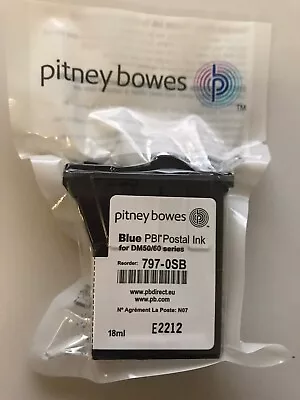 pitney bowes
TM
pitney bowes
Blue PBI Postal Ink
for DM50/60 series
Reorder: 797-0SB
www.pbdirect.eu
www.pb.com
N° Agrément La Poste: N07
18ml E2212